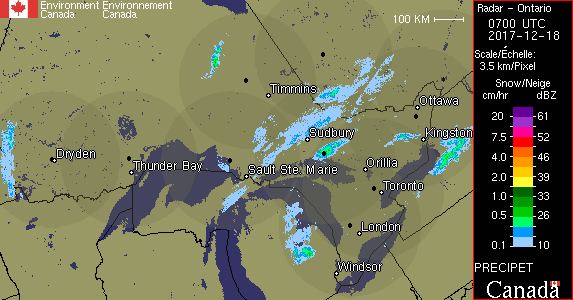 Environment Environnement
Canada Canada
100 KM
Timmins
Ottawa
Sudbury
Kingston
Dryden
Thunder Bay
Sault Ste. Marie
Orillia
Toronto
London
Windsor
Radar - Ontario
0700 UTC
2017-12-18
Scale/Échelle:
3.5 km/Pixel
Snow/Neige
cm/hr dBZ
20 61
7.5 57
5.5 52
4.0 46
2.0 39
1.0 33
0.5 26
0.1 10
PRECIPET
Canada